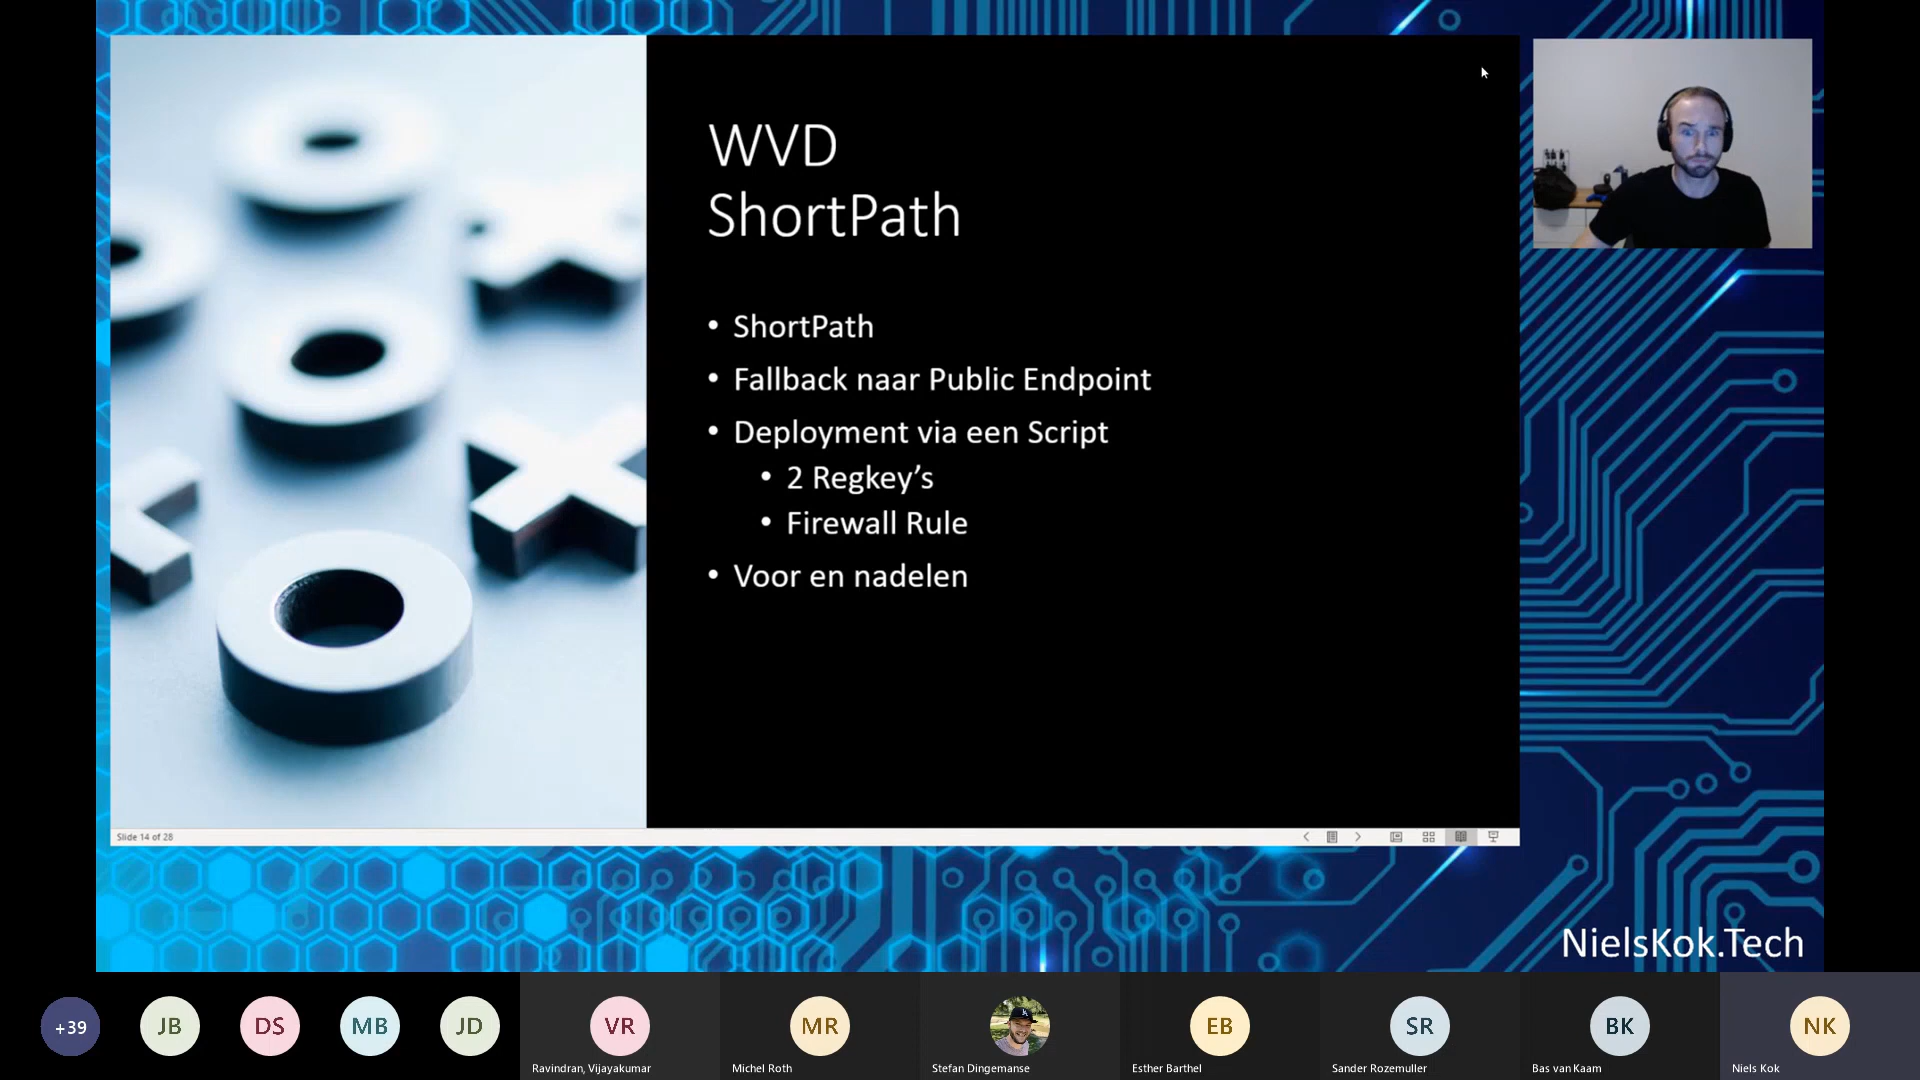 WVD
ShortPath
• ShortPath
• Fallback naar Public Endpoint
• Deployment via een Script
• 2 Regkey’s
• Firewall Rule
• Voor en nadelen
Slide 14 of 28
NielsKok.Tech
+39
JB
DS
MB
JD
VR
Ravindran, Vijayakumar
MR
Michel Roth
Stefan Dingemanse
EB
Esther Barthel
SR
Sander Rozemuller
BK
Bas van Kaam
NK
Niels Kok